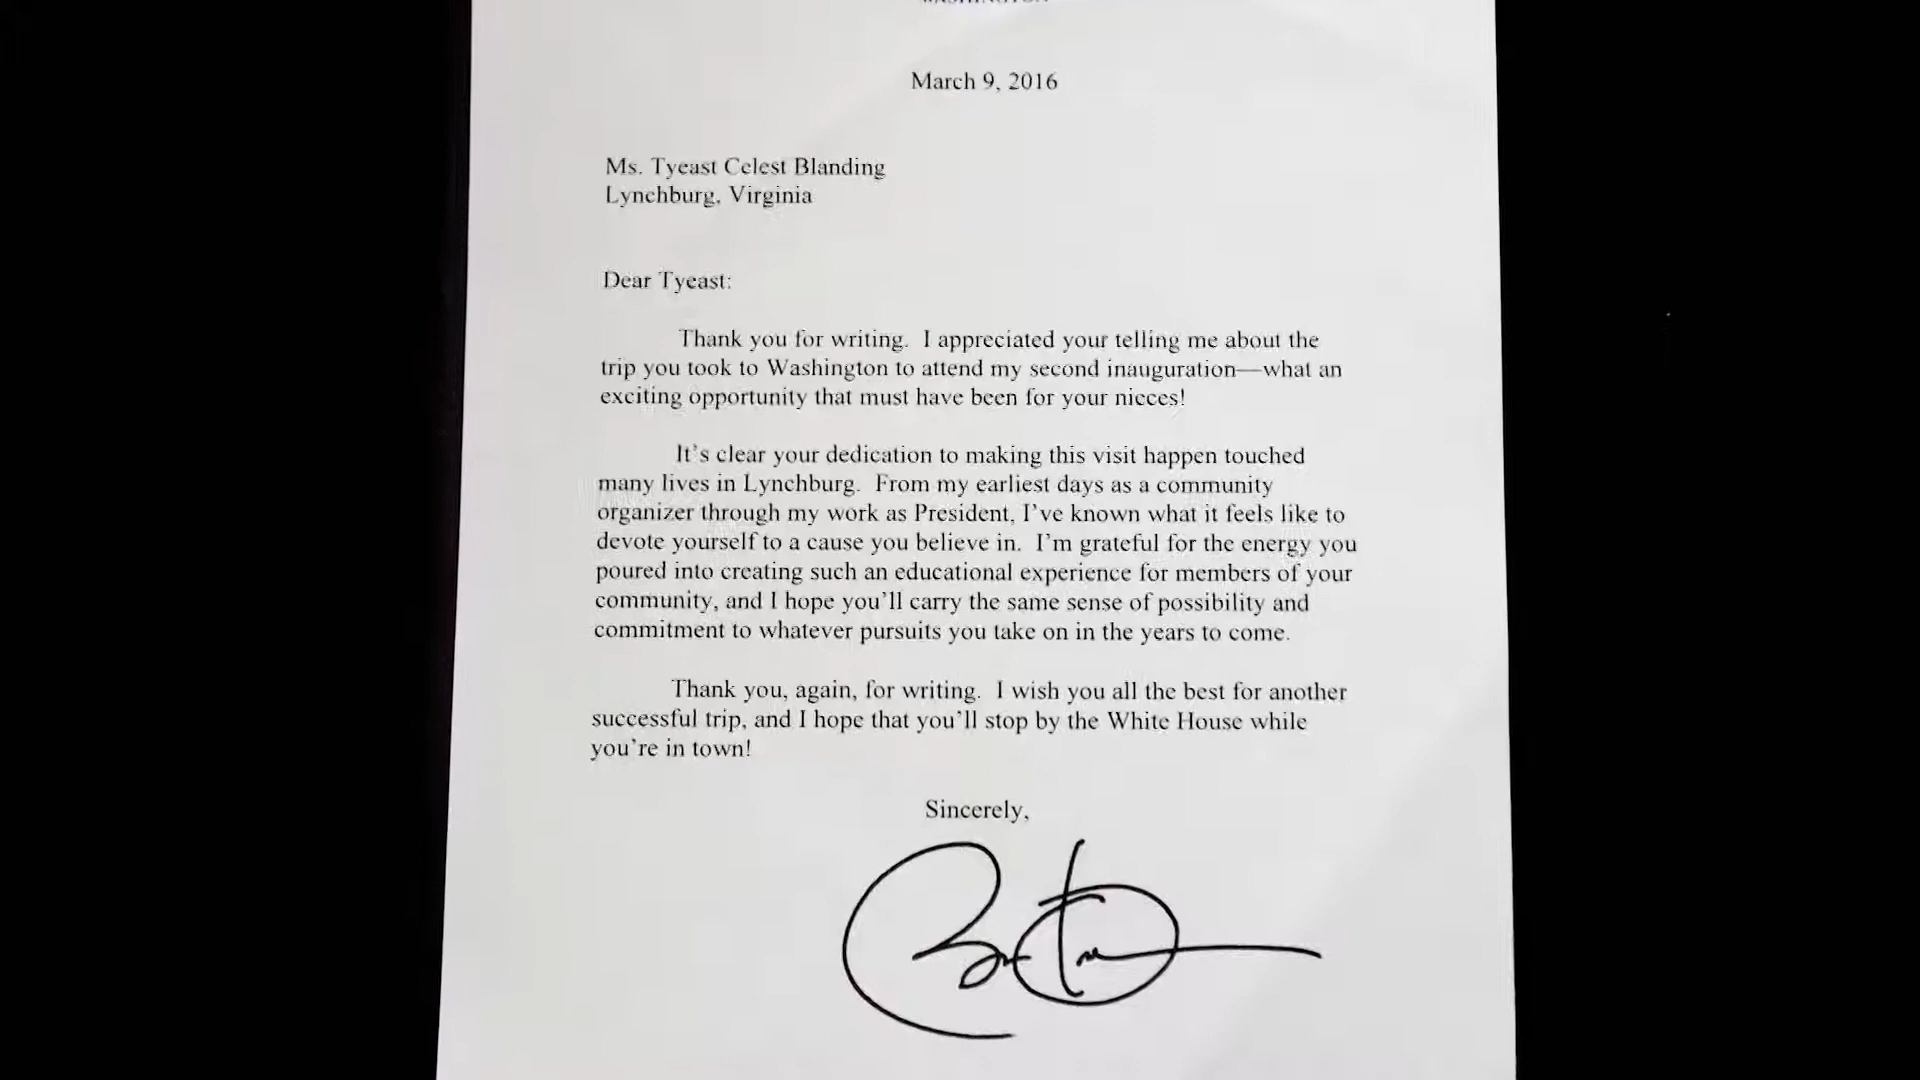 March 9, 2016
Ms. Tyeast Celest Blanding
Lynchburg, Virginia
Dear Tyeast:
Thank you for writing. I appreciated your telling me about the
trip you took to Washington to attend my second inauguration—what an
exciting opportunity that must have been for your nieces!
It's clear your dedication to making this visit happen touched
many lives in Lynchburg. From my earliest days as a community
organizer through my work as President, I've known what it feels like to
devote yourself to a cause you believe in. I'm grateful for the energy you
poured into creating such an educational experience for members of your
community, and I hope you'll carry the same sense of possibility and
commitment to whatever pursuits you take on in the years to come.
Thank you, again, for writing. I wish you all the best for another
successful trip, and I hope that you'll stop by the White House while
you're in town!
Sincerely,